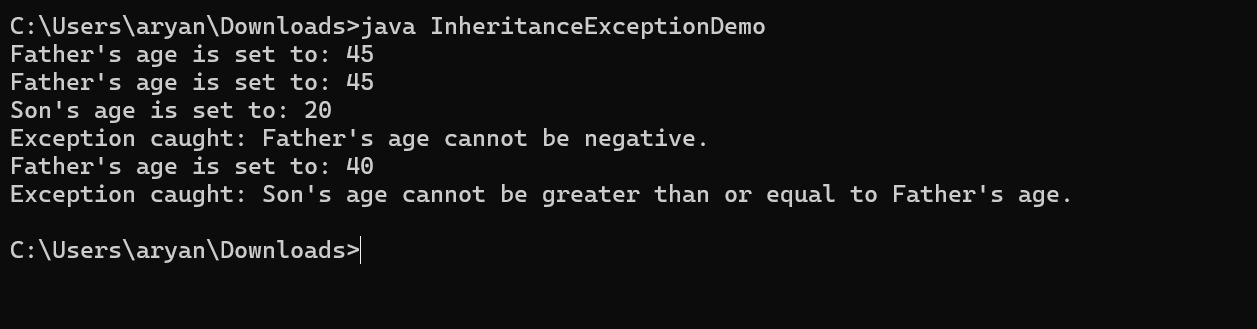 C:\Users\aryan\Downloads>java InheritanceExceptionDemo
Father's age is set to: 45
Father's age is set to: 45
Son's age is set to: 20
Exception caught: Father's age cannot be negative.
Father's age is set to: 40
Exception caught: Son's age cannot be greater than or equal to Father's age.
C:\Users\aryan\Downloads>